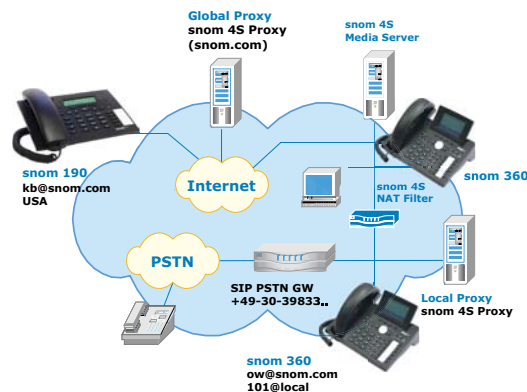 Global Proxy
snom 4S Proxy
(snom.com)
snom 4S
Media Server
snom 190
kb@snom.com
USA
Internet
snom 360
snom 4S
NAT Filter
PSTN
SIP PSTN GW
+49-30-39833..
Local Proxy
snom 4S Proxy
snom 360
ow@snom.com
101@local